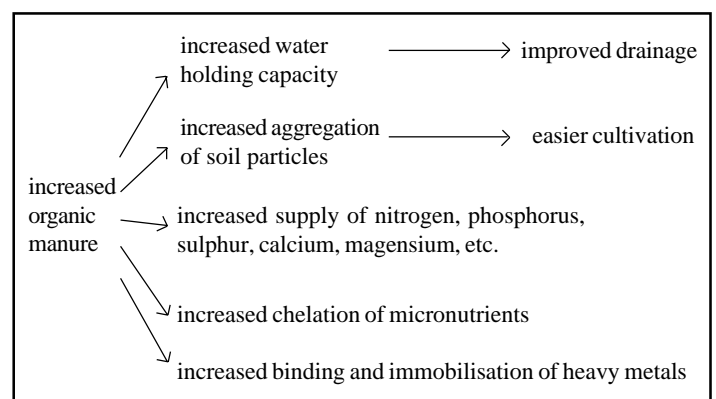 increased water
holding capacity
improved drainage
increased aggregation
of soil particles
easier cultivation
increased
organic
manure
increased supply of nitrogen, phosphorus,
sulphur, calcium, magensium, etc.
increased chelation of micronutrients
increased binding and immobilisation of heavy metals